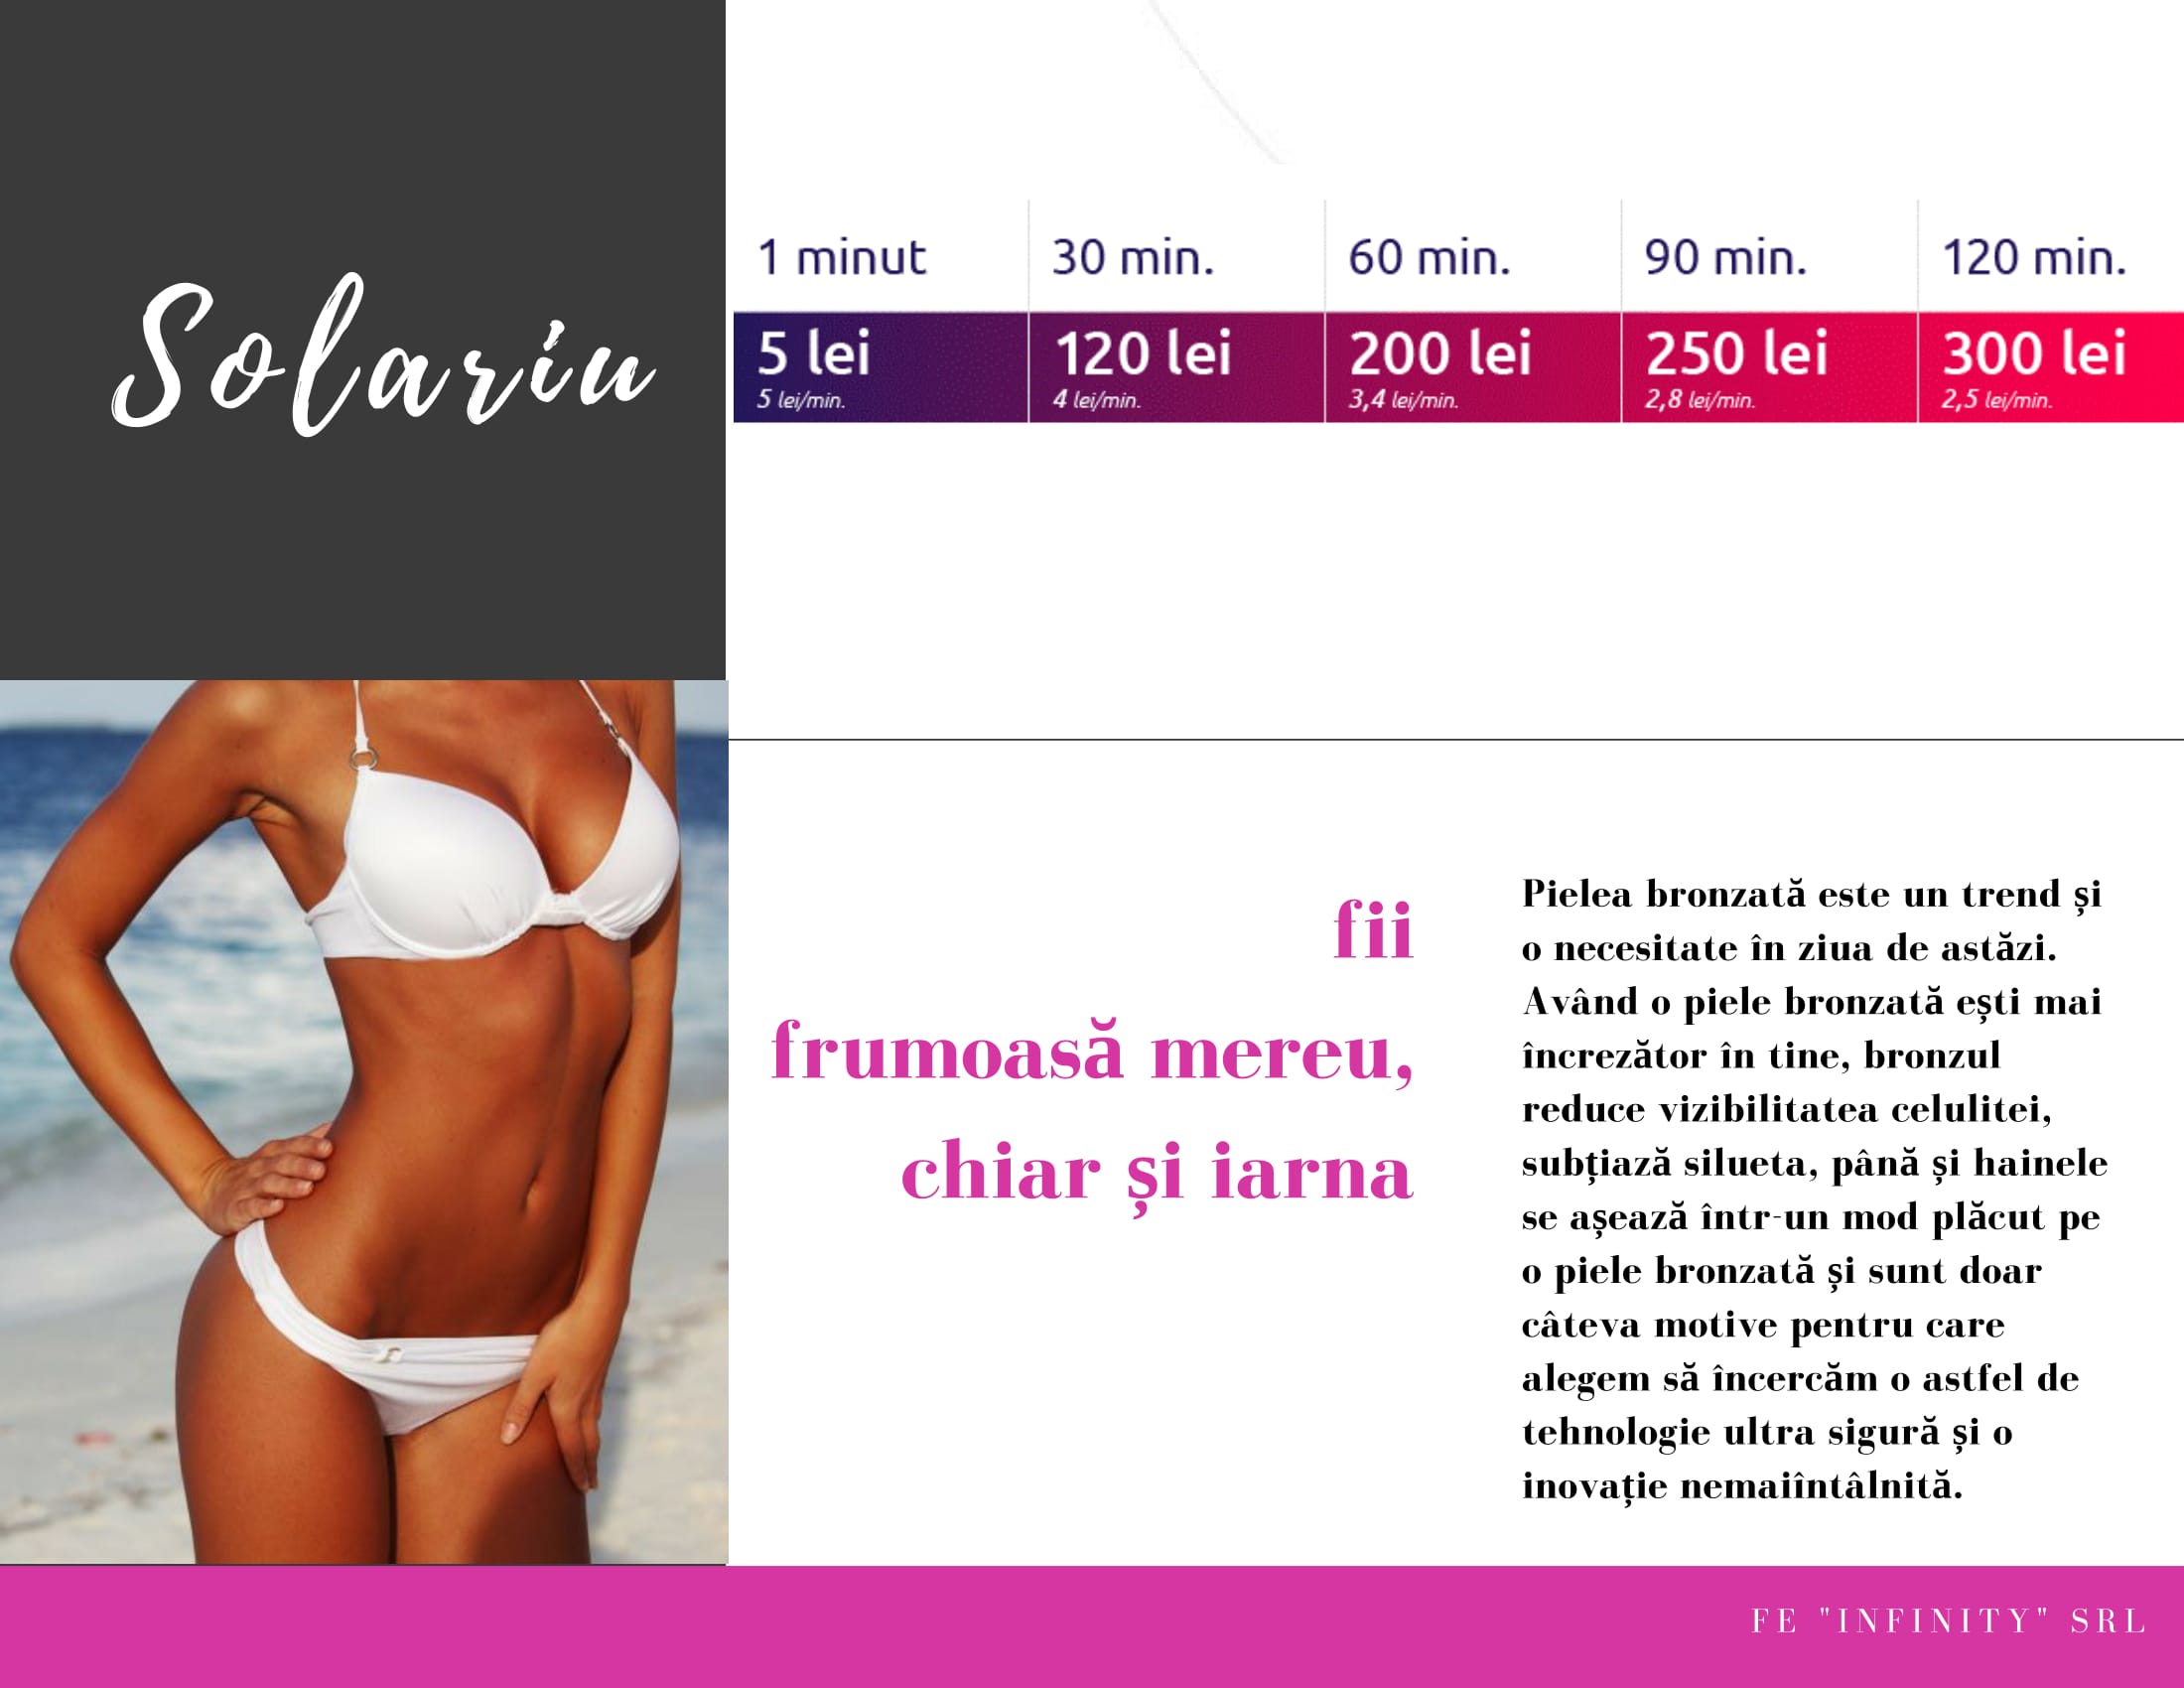 Solariu
1 minut 30 min. 60 min. 90 min. 120 min.
5 lei 120 lei 200 lei 250 lei 300 lei
5 lei/min. 4 lei/min. 3,4 lei/min. 2,8 lei/min. 2,5 lei/min.
fii
frumoasă mereu,
chiar și iarna
Pielea bronzată este un trend și
o necesitate în ziua de astăzi.
Având o piele bronzată ești mai
încrezător în tine, bronzul
reduce vizibilitatea celulitei,
subțiază silueta, până și hainele
se așează într-un mod plăcut pe
o piele bronzată și sunt doar
câteva motive pentru care
alegem să încercăm o astfel de
tehnologie ultra sigură și o
inovație nemaiîntâlnită.
FE "INFINITY" SRL